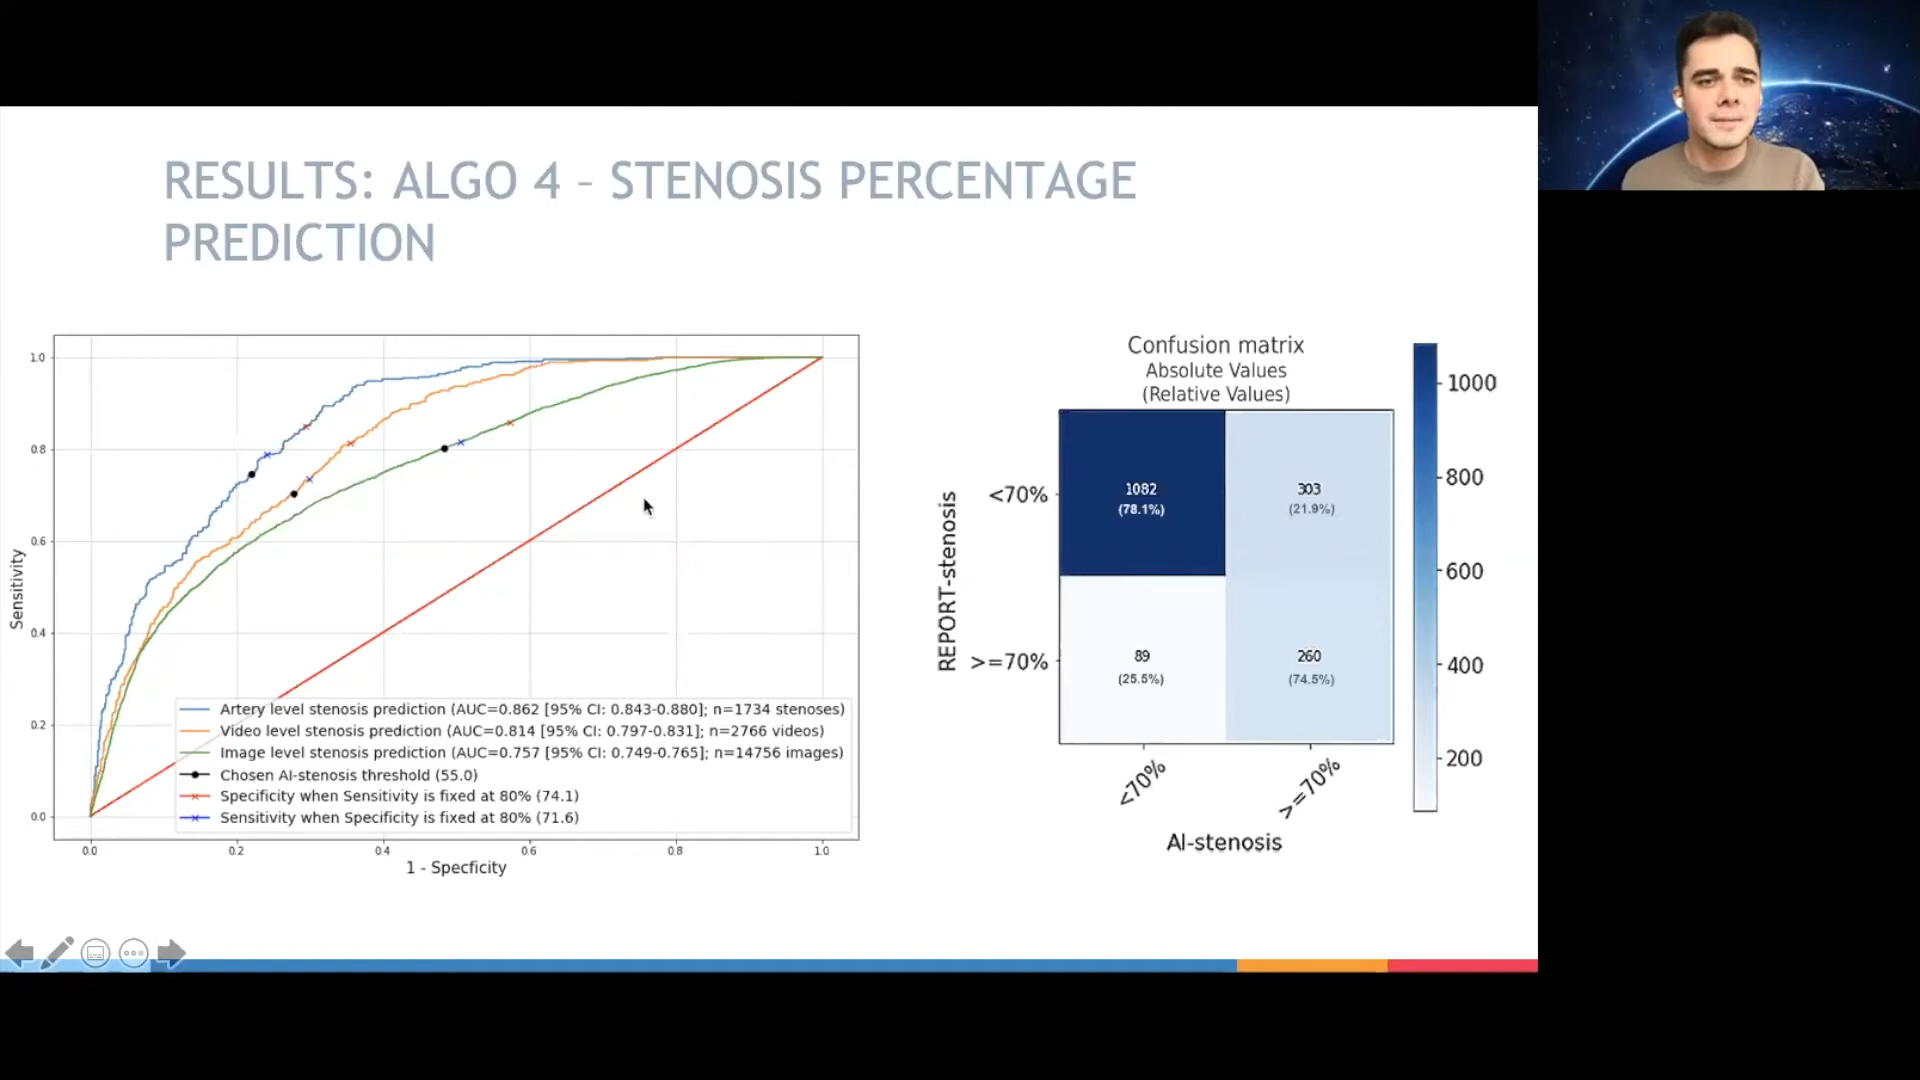 RESULTS: ALGO 4 – STENOSIS PERCENTAGE
PREDICTION
1.0
0.8
0.6
0.4
0.2
0.0
Sensitivity
0.0
0.2
0.4
0.6
0.8
1.0
1 - Specficity
Artery level stenosis prediction (AUC=0.862 [95% CI: 0.843-0.880]; n=1734 stenoses)
Video level stenosis prediction (AUC=0.814 [95% CI: 0.797-0.831]; n=2766 videos)
Image level stenosis prediction (AUC=0.757 [95% CI: 0.749-0.765]; n=14756 images)
Chosen AI-stenosis threshold (55.0)
Specificity when Sensitivity is fixed at 80% (74.1)
Sensitivity when Specificity is fixed at 80% (71.6)
Confusion matrix
Absolute Values
(Relative Values)
REPORT-stenosis
<70%
>=70%
1082
(78.1%)
303
(21.9%)
89
(25.5%)
260
(74.5%)
<70%
>=70%
AI-stenosis
1000
800
600
400
200